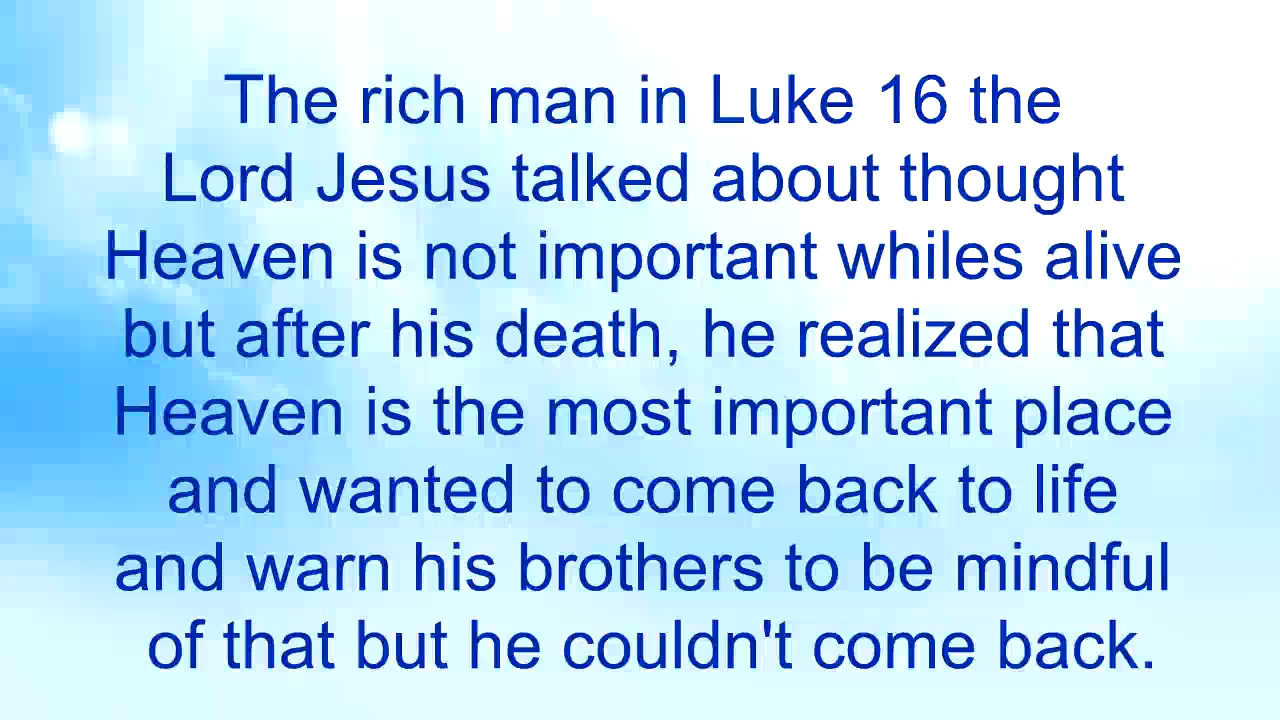 The rich man in Luke 16 the
Lord Jesus talked about thought
Heaven is not important whiles alive
but after his death, he realized that
Heaven is the most important place
and wanted to come back to life
and warn his brothers to be mindful
of that but he couldn't come back.